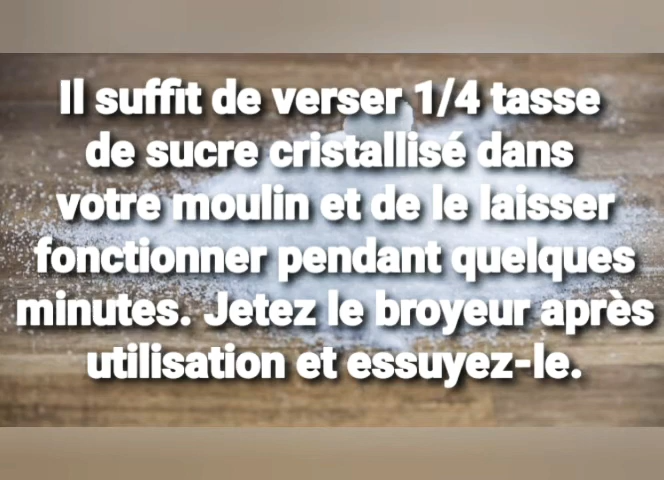 Il suffit de verser 1/4 tasse
de sucre cristallisé dans
votre moulin et de le laisser
fonctionner pendant quelques
minutes. Jetez le broyeur après
utilisation et essuyez-le.